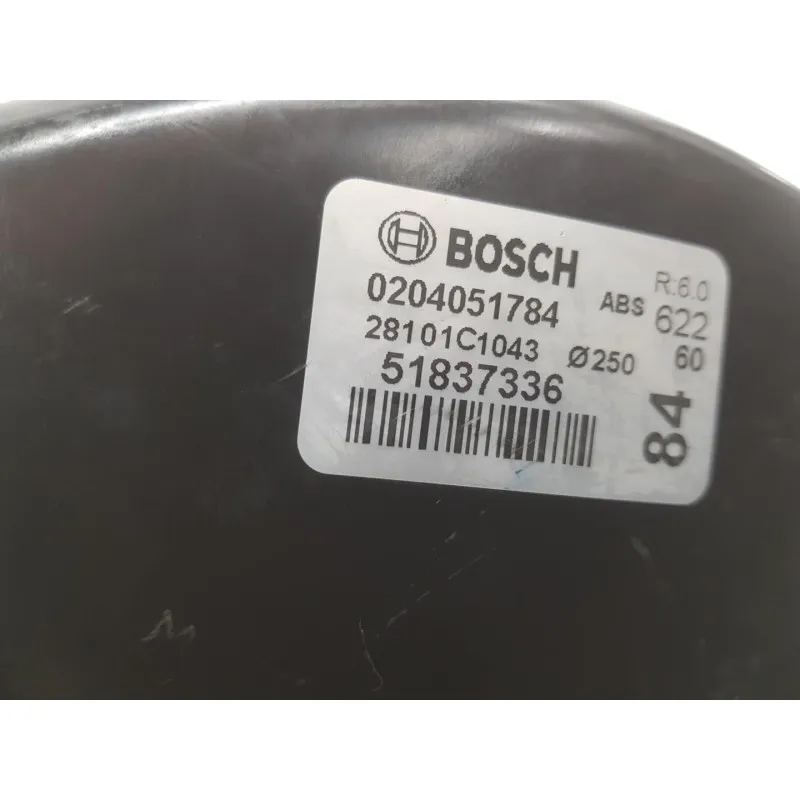 BOSCH R:6.0
0204051784 ABS 622
28101C1043 Ø250 60
51837336
84